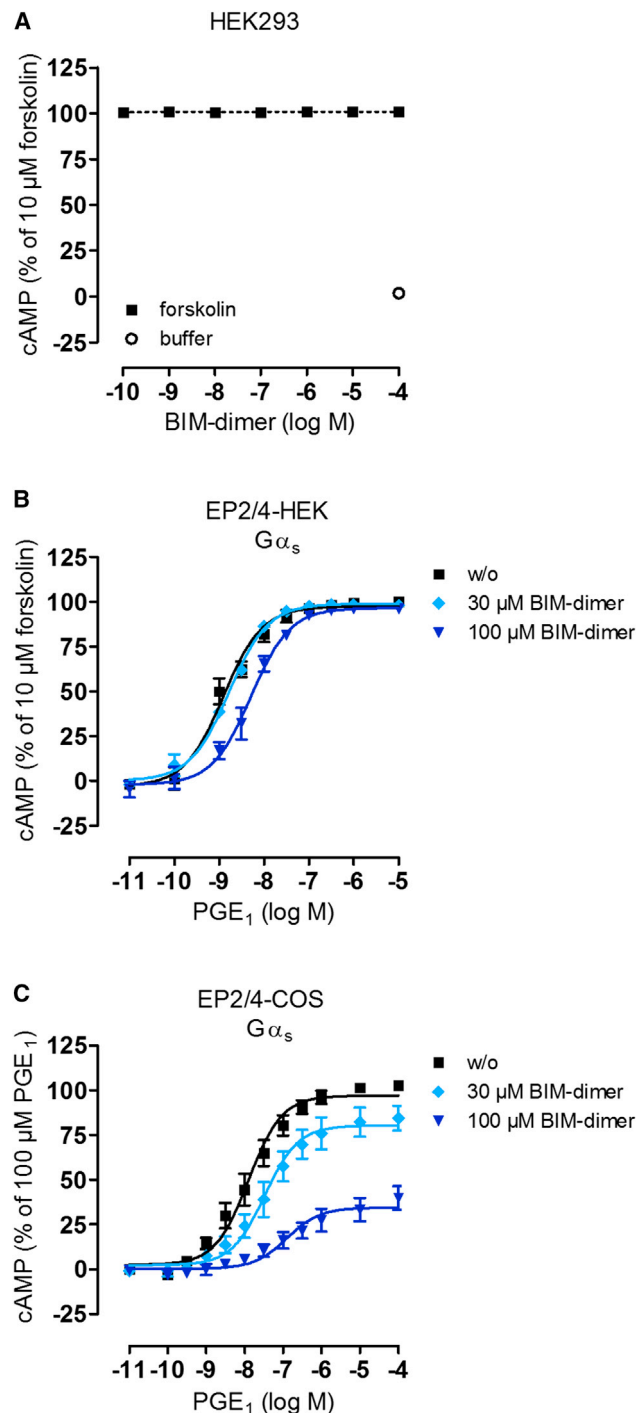 A
HEK293
cAMP (% of 10 µM forskolin)
125
100
75
50
25
0
-25
forskolin
buffer
-10 -9 -8 -7 -6 -5 -4
BIM-dimer (log M)
B
EP2/4-HEK
Gαs
cAMP (% of 10 µM forskolin)
125
100
75
50
25
0
-25
w/o
30 µM BIM-dimer
100 µM BIM-dimer
-11 -10 -9 -8 -7 -6 -5
PGE1 (log M)
C
EP2/4-COS
Gαs
cAMP (% of 100 µM PGE1)
125
100
75
50
25
0
-25
w/o
30 µM BIM-dimer
100 µM BIM-dimer
-11 -10 -9 -8 -7 -6 -5 -4
PGE1 (log M)